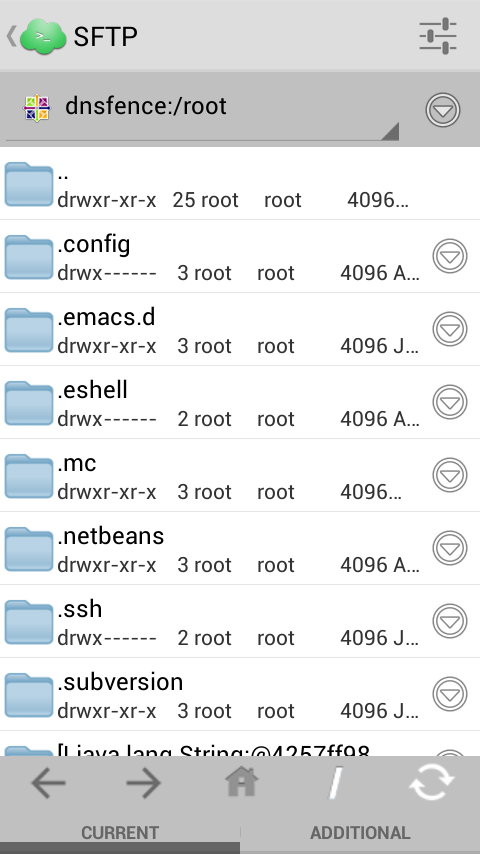 SFTP
dnsfence:/root
..
drwxr-xr-x 25 root root 4096...
.config
drwx------ 3 root root 4096 A...
.emacs.d
drwxr-xr-x 3 root root 4096 J...
.eshell
drwx------ 2 root root 4096 A...
.mc
drwxr-xr-x 3 root root 4096...
.netbeans
drwxr-xr-x 3 root root 4096 A...
.ssh
drwx------ 2 root root 4096 J...
.subversion
drwxr-xr-x 3 root root 4096 J...
[Ljava.lang.String;@4257ff98
/
CURRENT ADDITIONAL